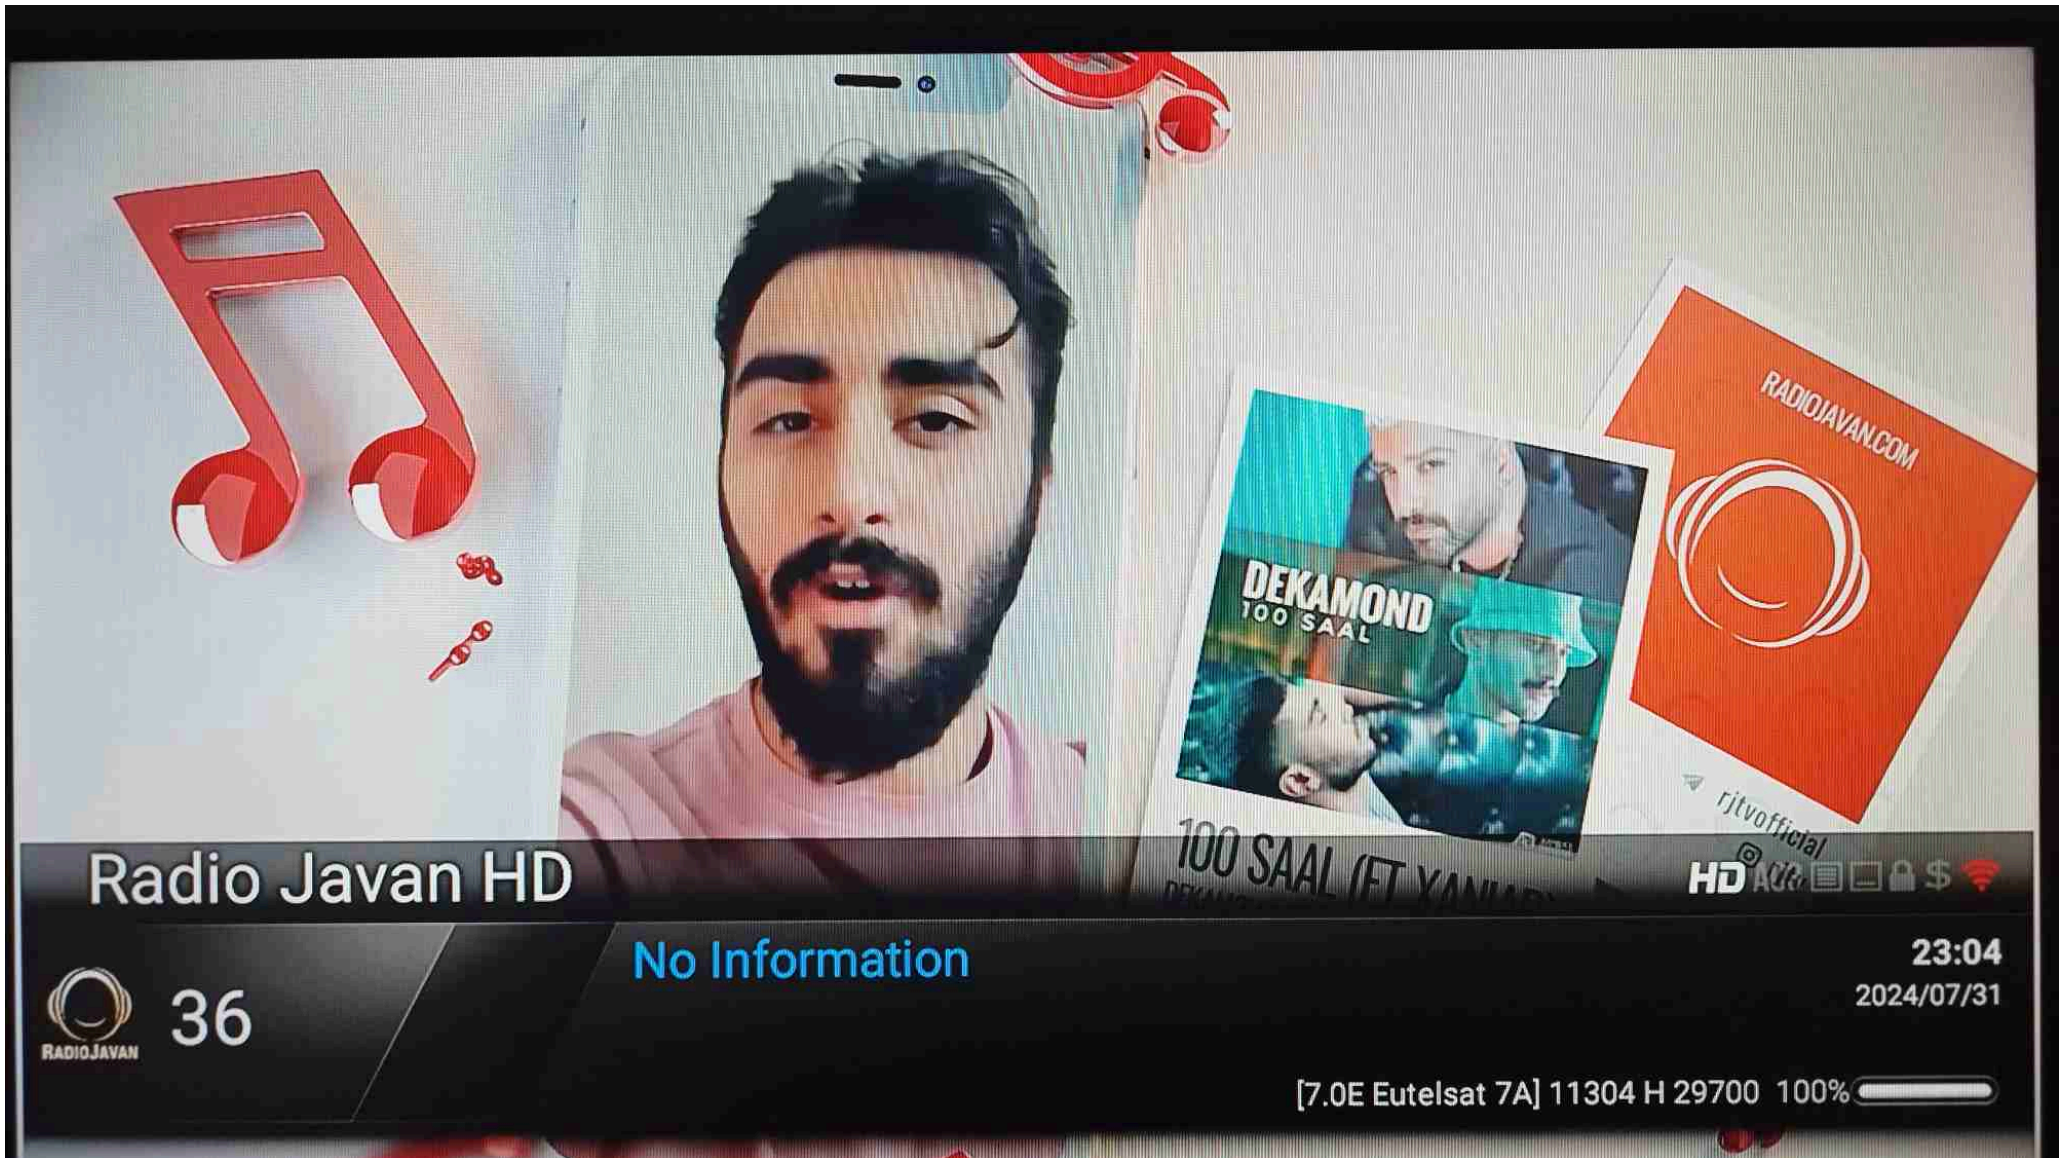 RADIOJAVAN.COM
DEKAMOND
100 SAAL
rjtvofficial
100 SAAL (FT XANIAR)
Radio Javan HD
HD
$
No Information
23:04
2024/07/31
36
RADIOJAVAN
[7.0E Eutelsat 7A] 11304 H 29700 100%